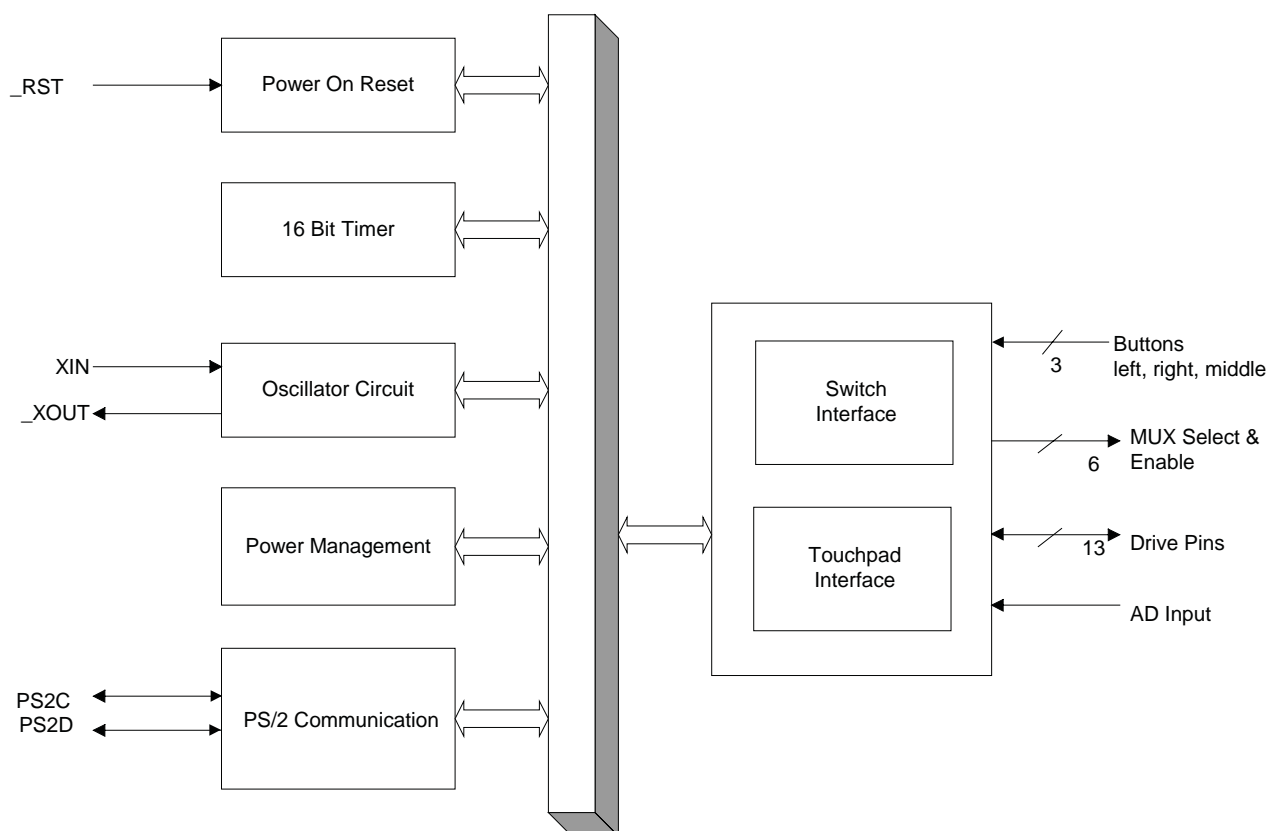 _RST
Power On Reset
16 Bit Timer
XIN
_XOUT
Oscillator Circuit
Power Management
PS2C
PS2D
PS/2 Communication
Switch
Interface
Touchpad
Interface
3
Buttons
left, right, middle
6
MUX Select &
Enable
13
Drive Pins
AD Input